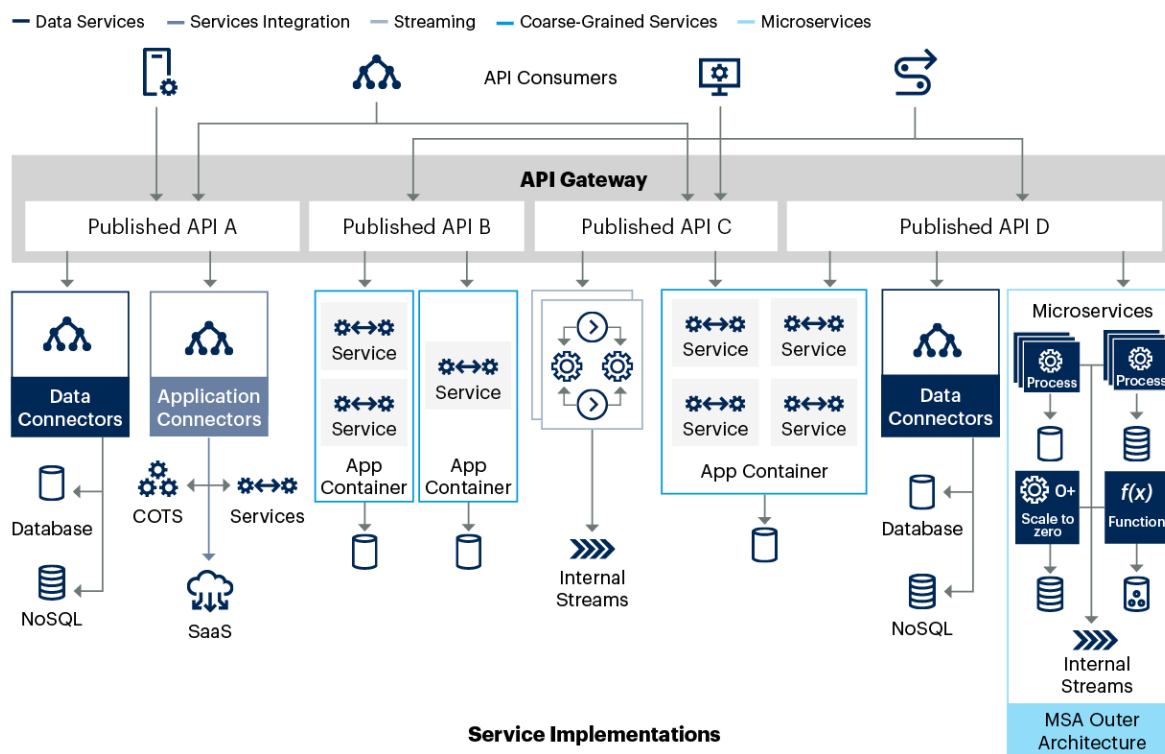 Data Services
Services Integration
Streaming
Coarse-Grained Services
Microservices
API Consumers
API Gateway
Published API A
Published API B
Published API C
Published API D
Data
Connectors
Database
NoSQL
Application
Connectors
COTS
Services
SaaS
Service
Service
App
Container
Service
App
Container
Internal
Streams
Service
Service
Service
Service
App Container
Data
Connectors
Database
NoSQL
Microservices
Process
Process
0+
Scale to
zero
f(x)
Function
Internal
Streams
MSA Outer
Architecture
Service Implementations